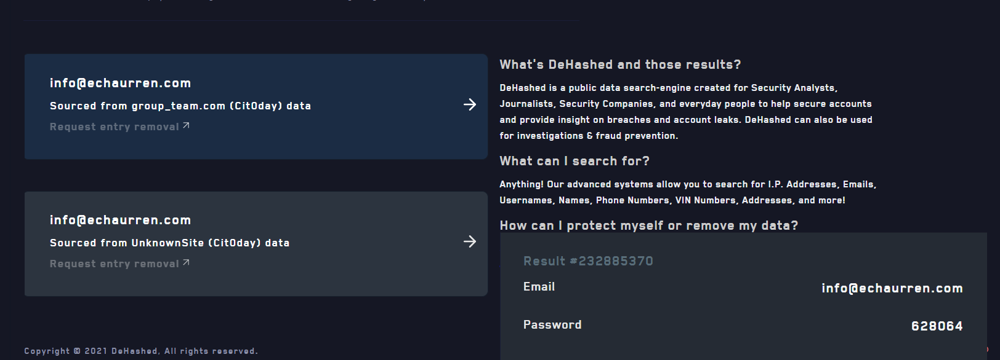 info@echaurren.com
Sourced from group_team.com (Cit0day) data
Request entry removal
info@echaurren.com
Sourced from UnknownSite (Cit0day) data
Request entry removal
What's DeHashed and those results?
DeHashed is a public data search-engine created for Security Analysts,
Journalists, Security Companies, and everyday people to help secure accounts
and provide insight on breaches and account leaks. DeHashed can also be used
for investigations & fraud prevention.
What can I search for?
Anything! Our advanced systems allow you to search for I.P. Addresses, Emails,
Usernames, Names, Phone Numbers, VIN Numbers, Addresses, and more!
How can I protect myself or remove my data?
Result #232885370
Email info@echaurren.com
Password 628064
Copyright © 2021 DeHashed, All rights reserved.